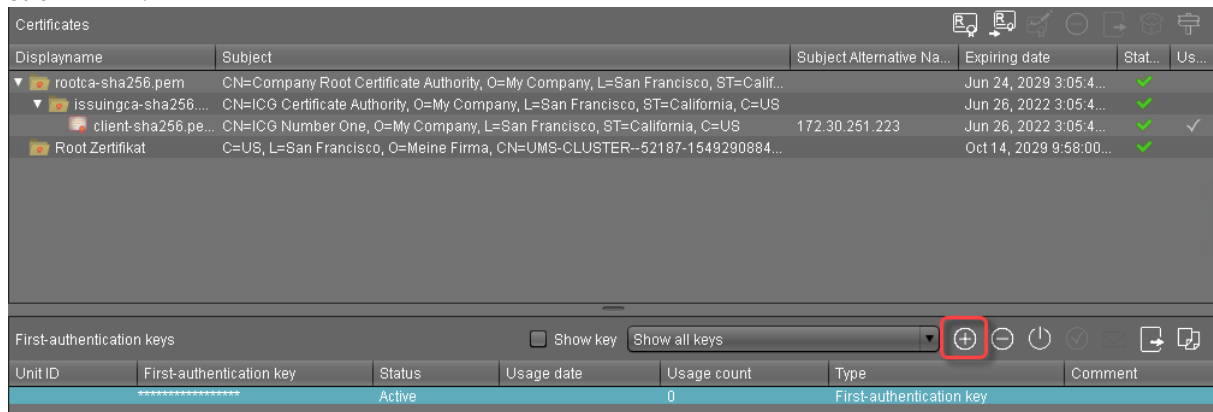 Certificates
Displayname Subject Subject Alternative Na... Expiring date Stat... Us...
rootca-sha256.pem CN=Company Root Certificate Authority, O=My Company, L=San Francisco, ST=Calif... Jun 24, 2029 3:05:4...
issuingca-sha256.... CN=ICG Certificate Authority, O=My Company, L=San Francisco, ST=California, C=US Jun 26, 2022 3:05:4...
client-sha256.pe... CN=ICG Number One, O=My Company, L=San Francisco, ST=California, C=US 172.30.251.223 Jun 26, 2022 3:05:4...
Root Zertifikat C=US, L=San Francisco, O=Meine Firma, CN=UMS-CLUSTER--52187-1549290884... Oct 14, 2029 9:58:00...
First-authentication keys Show key Show all keys
Unit ID First-authentication key Status Usage date Usage count Type Comment
***************** Active 0 First-authentication key